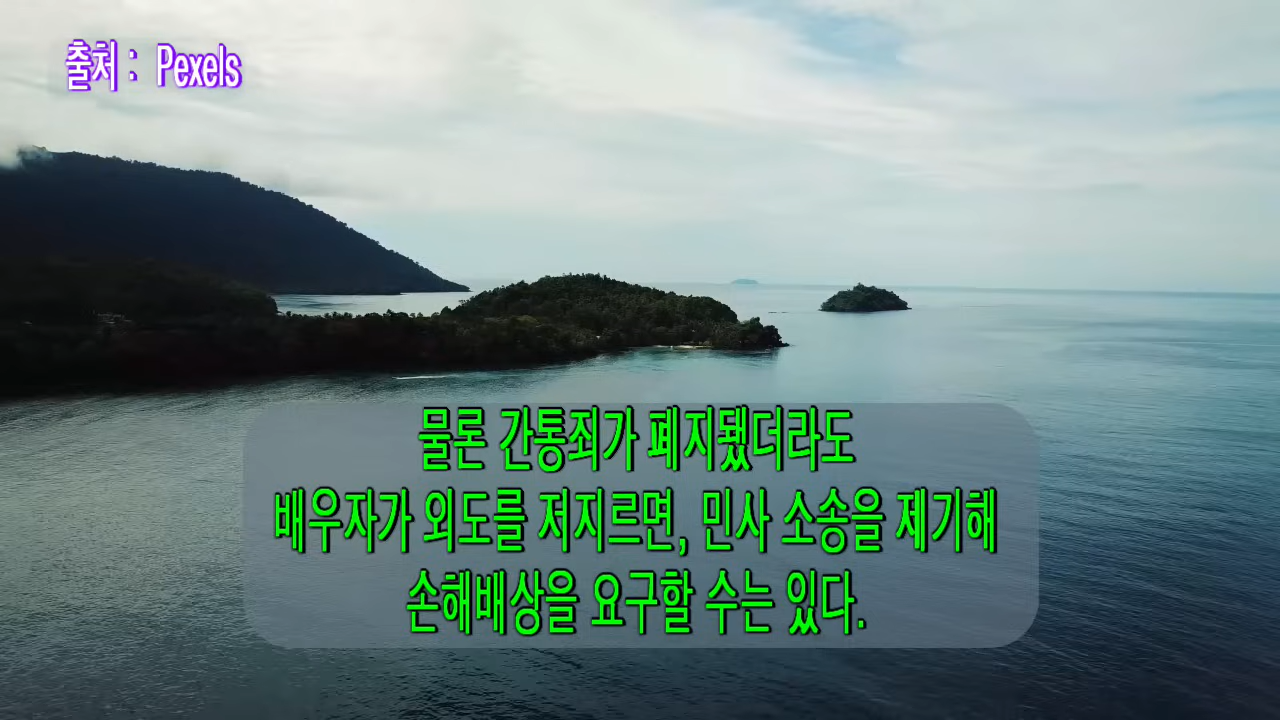 출처 : Pexels
물론 간통죄가 폐지됐더라도
배우자가 외도를 저지르면, 민사 소송을 제기해
손해배상을 요구할 수는 있다.